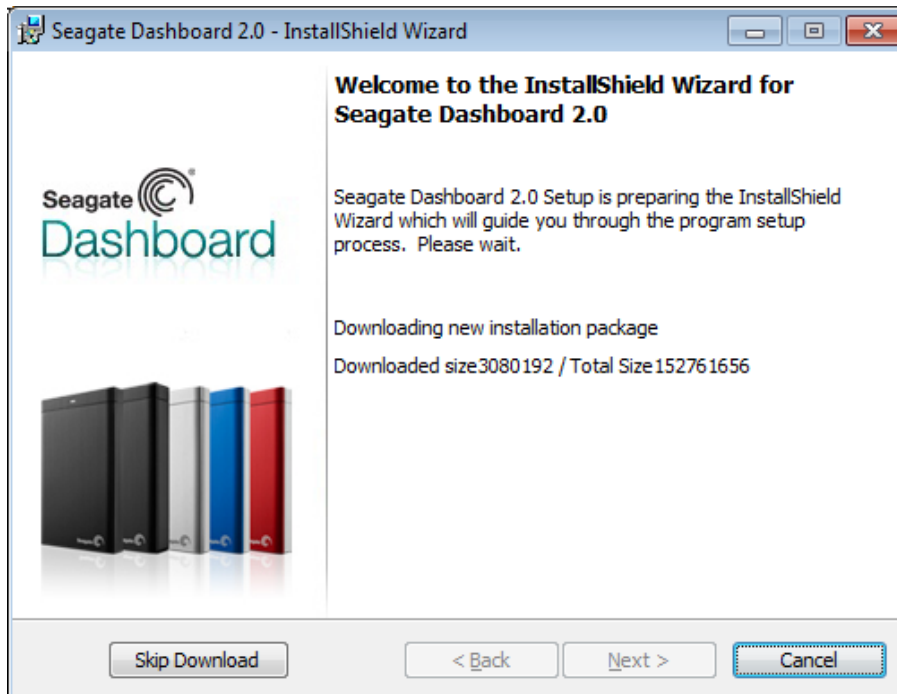 Seagate Dashboard 2.0 - InstallShield Wizard
Welcome to the InstallShield Wizard for
Seagate Dashboard 2.0
Seagate
Dashboard
Seagate Dashboard 2.0 Setup is preparing the InstallShield
Wizard which will guide you through the program setup
process. Please wait.
Downloading new installation package
Downloaded size3080192 / Total Size152761656
Skip Download
< Back
Next >
Cancel